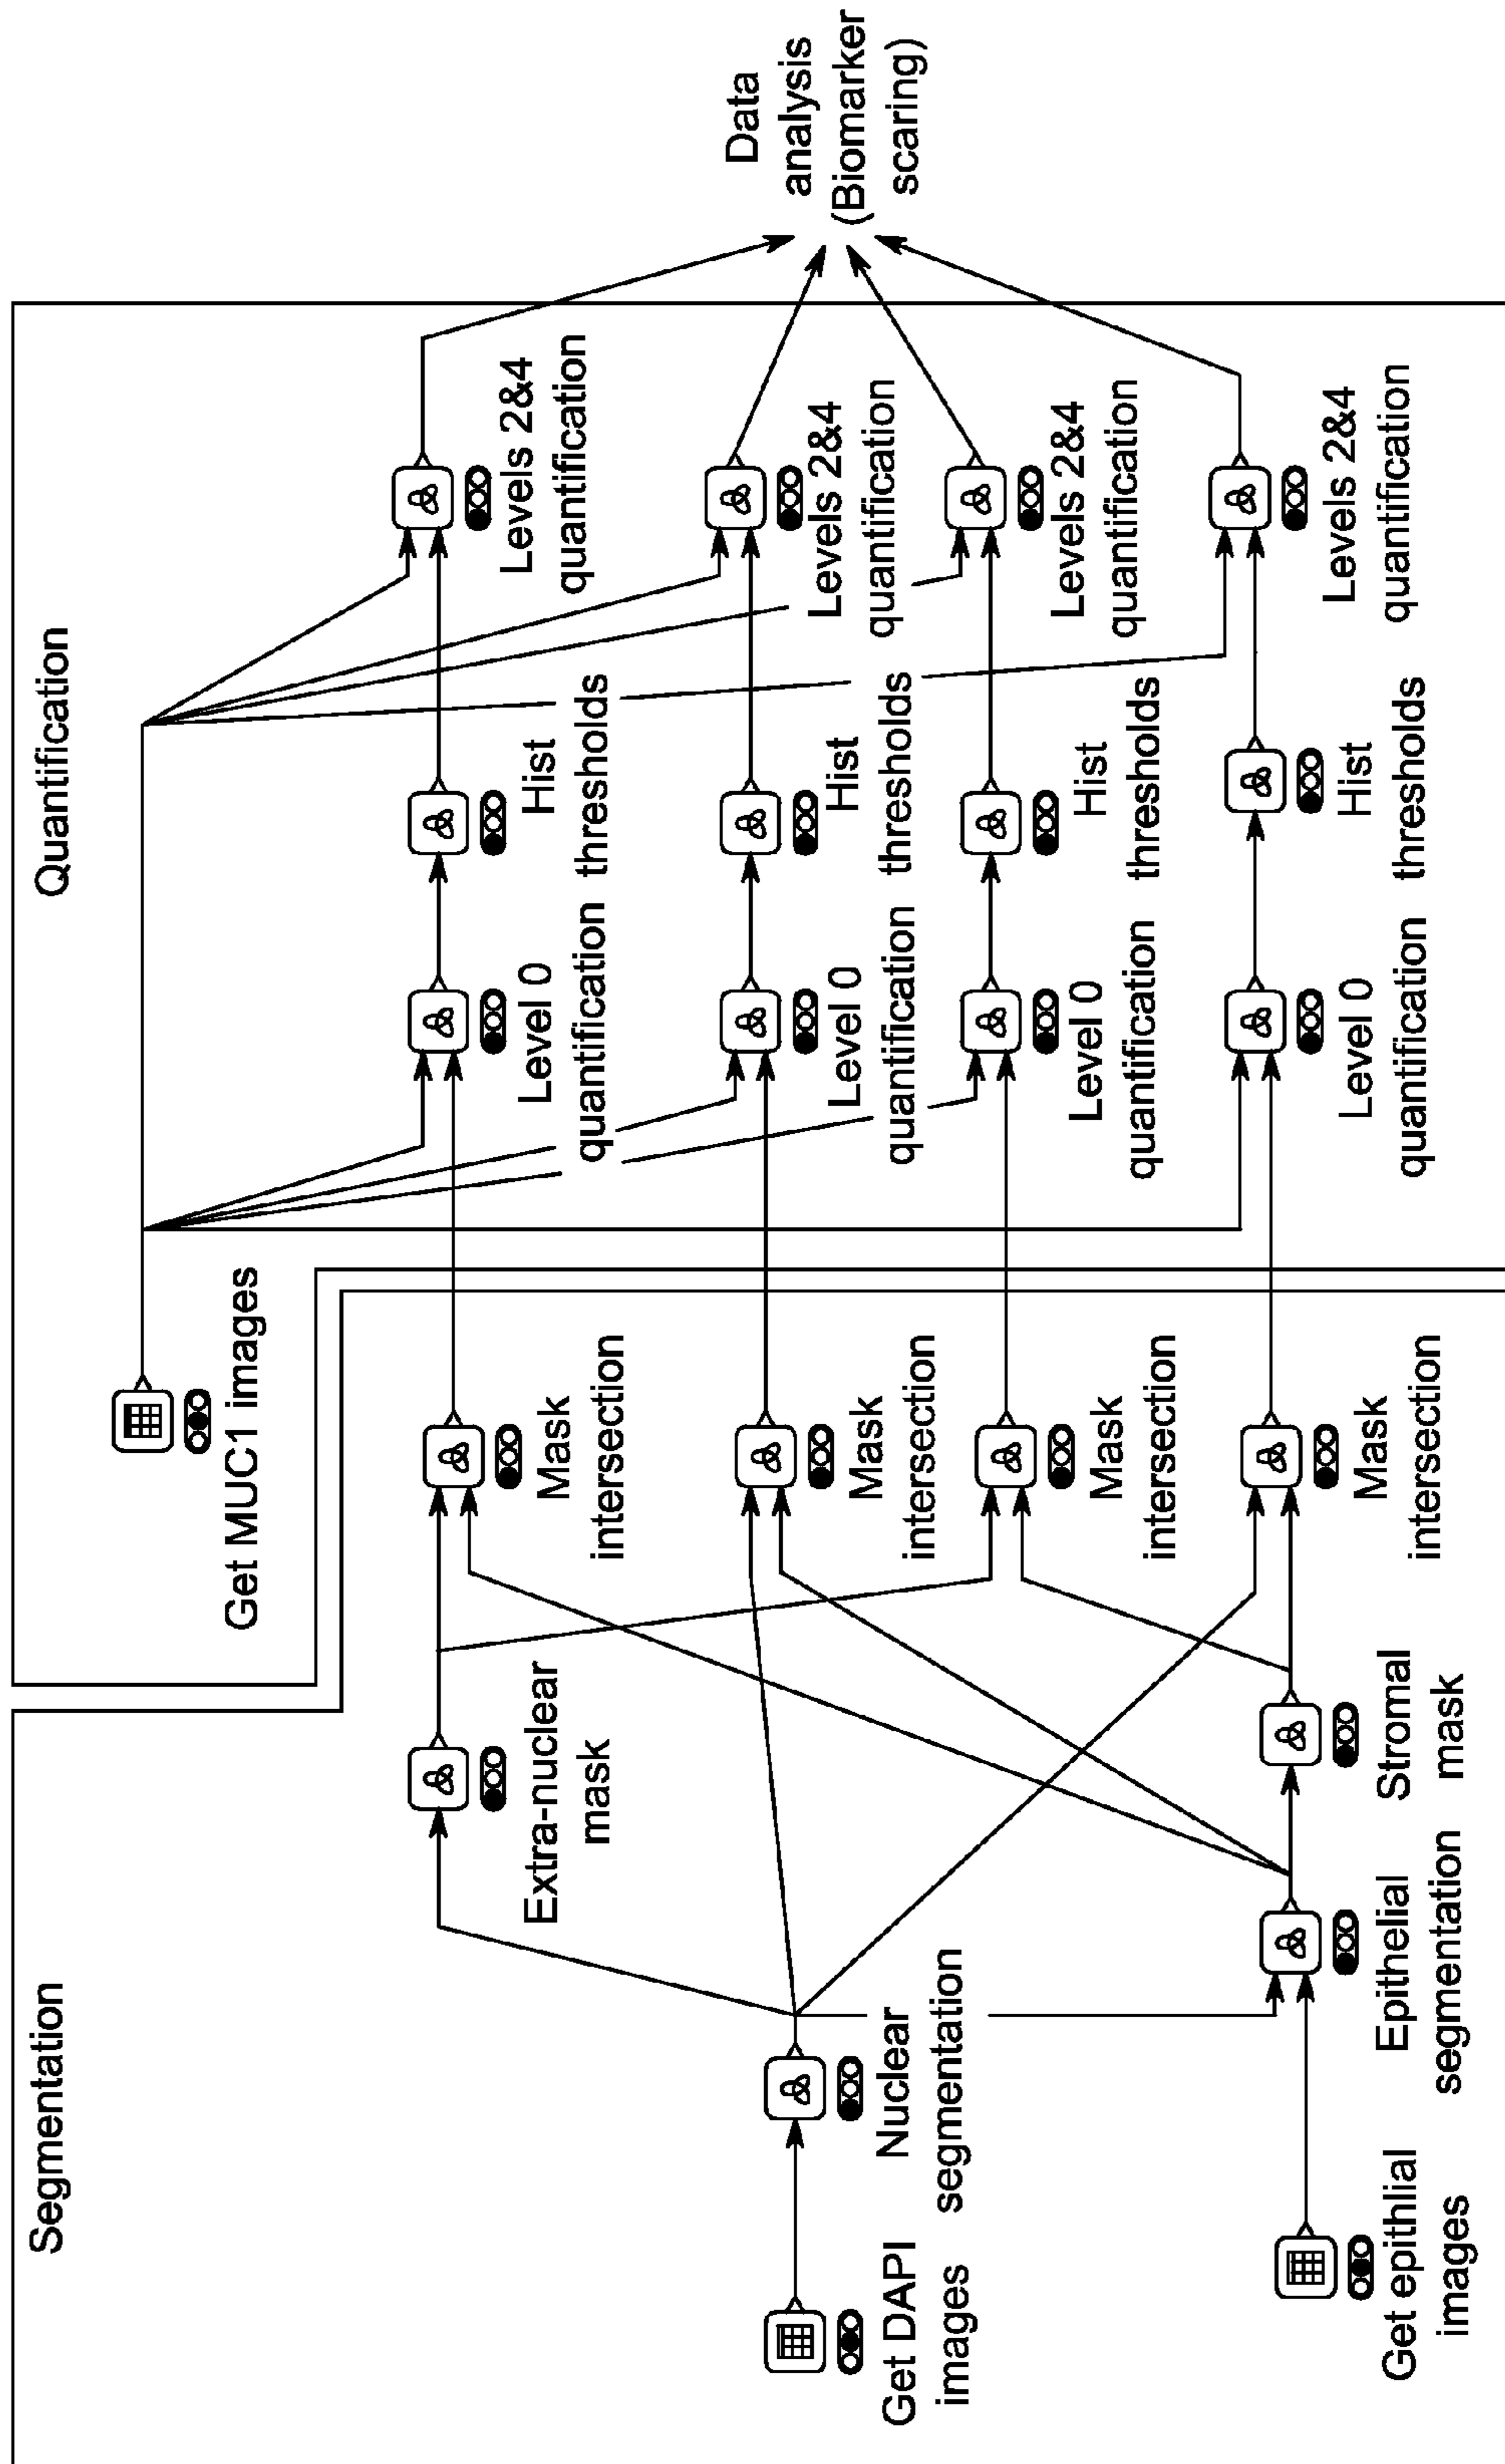 Segmentation
Get DAPI
images
Nuclear
segmentation
Get epithlial
images
Epithelial
segmentation
Extra-nuclear
mask
Stromal
mask
Mask
intersection
Mask
intersection
Mask
intersection
Mask
intersection
Quantification
Get MUC1 images
Level 0
quantification
Hist
thresholds
Levels 2&4
quantification
Level 0
quantification
Hist
thresholds
Levels 2&4
quantification
Level 0
quantification
Hist
thresholds
Levels 2&4
quantification
Level 0
quantification
Hist
thresholds
Levels 2&4
quantification
Data
analysis
(Biomarker
scaring)